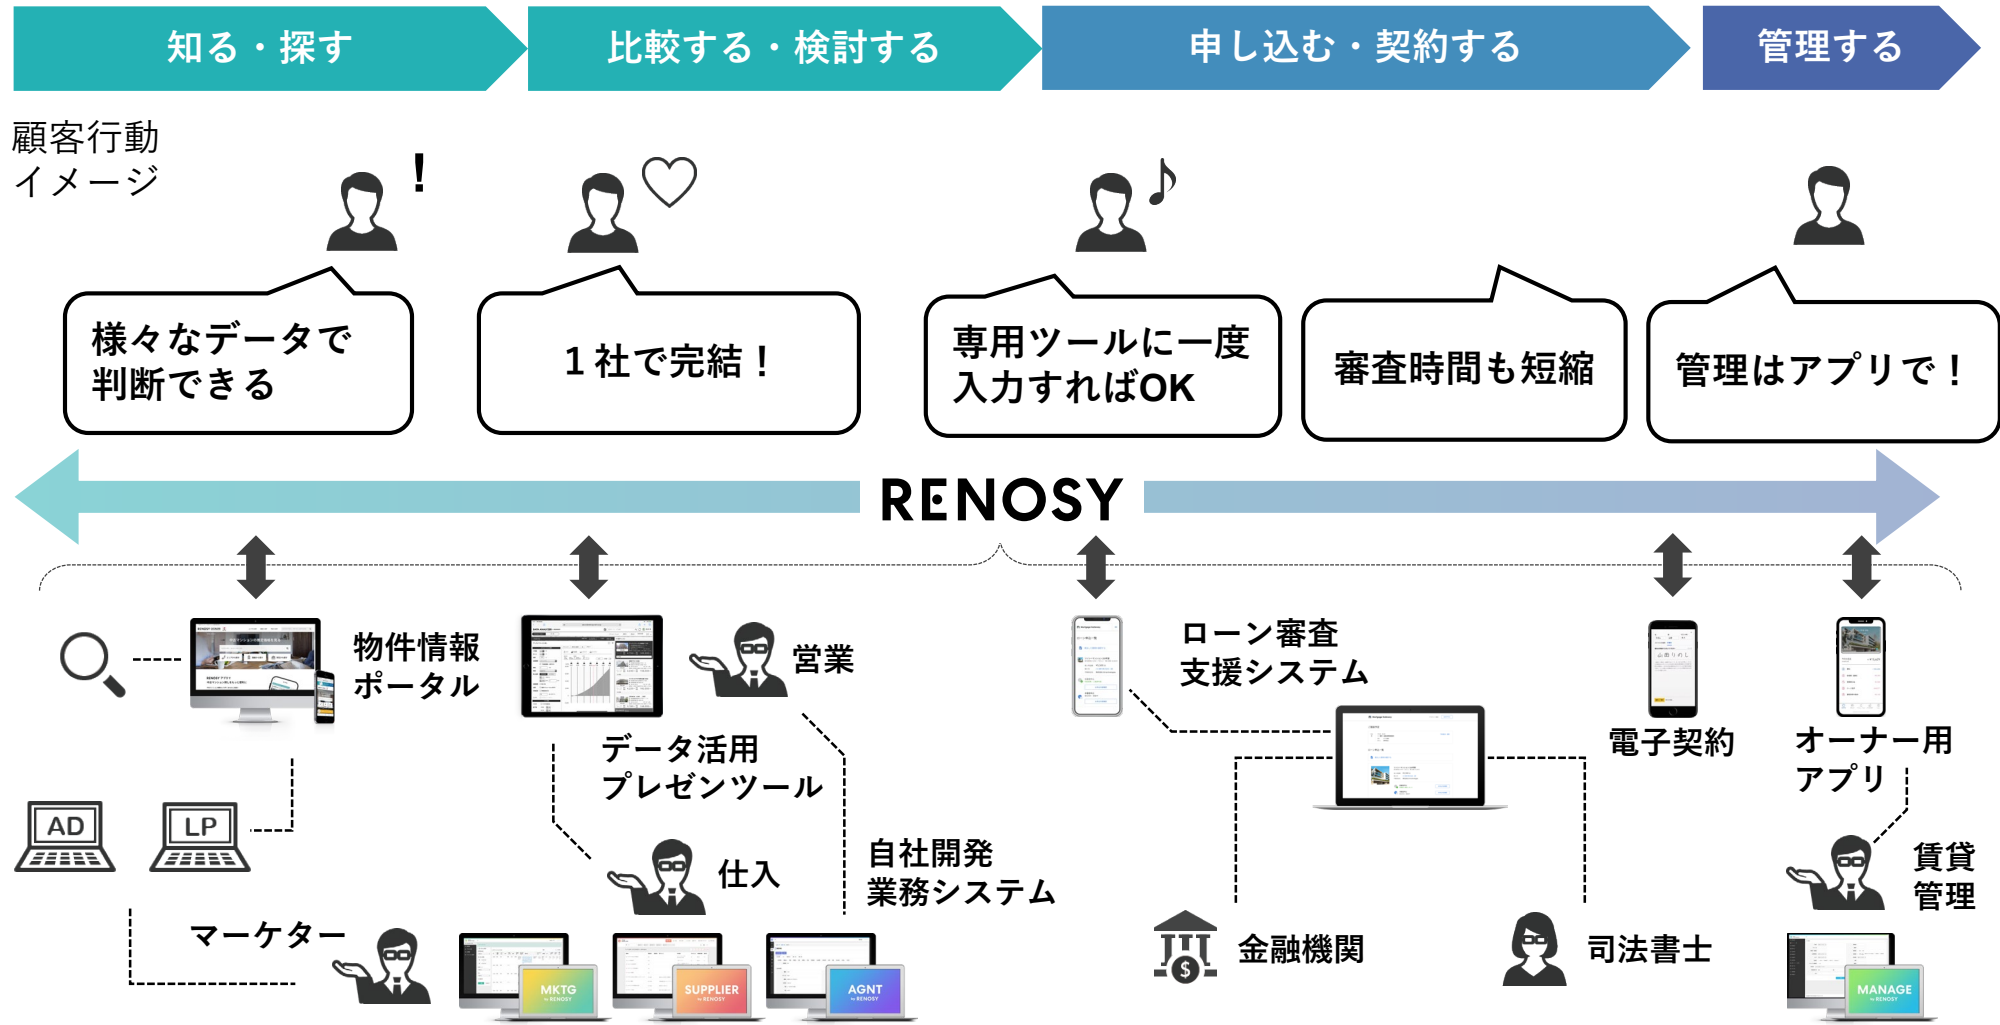 知る・探す
比較する・検討する
申し込む・契約する
管理する
顧客行動
イメージ
!
様々なデータで
判断できる
１社で完結！
専用ツールに一度
入力すればOK
審査時間も短縮
管理はアプリで！
RENOSY
物件情報
ポータル
営業
データ活用
プレゼンツール
ローン審査
支援システム
電子契約
オーナー用
アプリ
AD
LP
仕入
自社開発
業務システム
賃貸
管理
マーケター
金融機関
司法書士
MKTG
by RENOSY
SUPPLIER
by RENOSY
AGNT
by RENOSY
MANAGE
by RENOSY